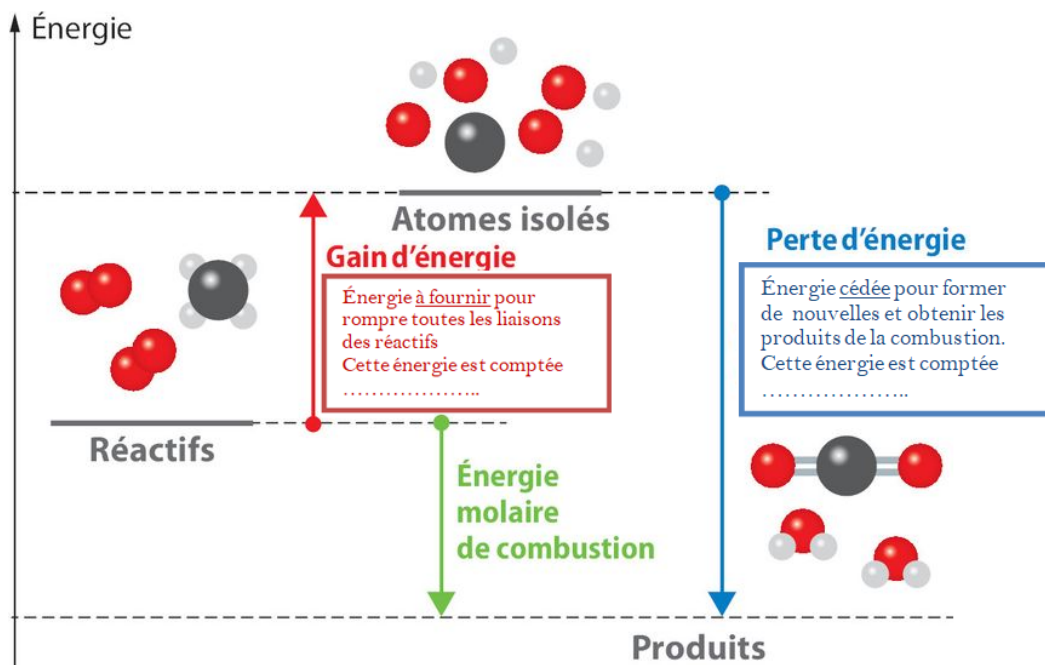 Énergie
Atomes isolés
Gain d'énergie
Énergie à fournir pour
rompre toutes les liaisons
des réactifs
Cette énergie est comptée
………………..
Perte d'énergie
Énergie cédée pour former
de nouvelles et obtenir les
produits de la combustion.
Cette énergie est comptée
………………..
Réactifs
Énergie
molaire
de combustion
Produits